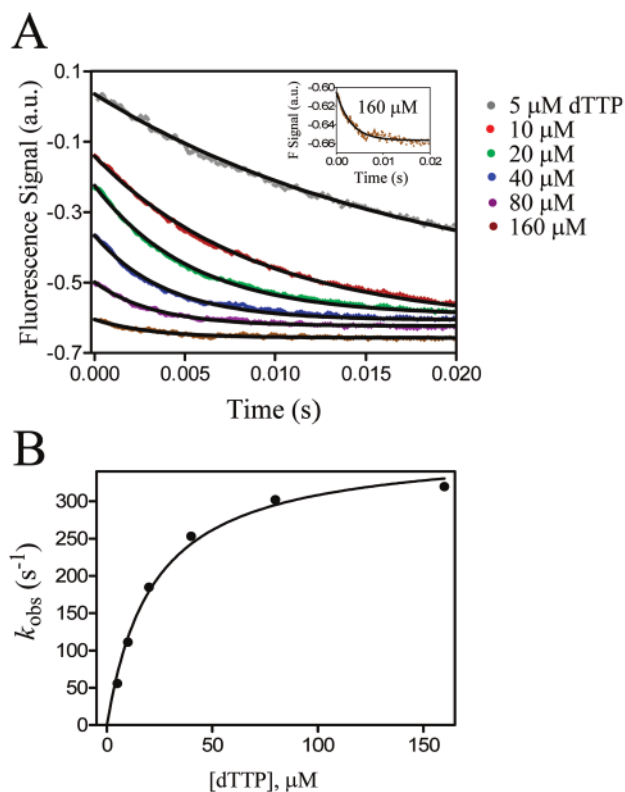 A
Fluorescence Signal (a.u.)
0.1
-0.1
-0.3
-0.5
-0.7
0.000
0.005
0.010
0.015
0.020
Time (s)
F Signal (a.u.)
-0.60
-0.62
-0.64
-0.66
160 μM
0.00
0.01
0.02
Time (s)
5 μM dTTP
10 μM
20 μM
40 μM
80 μM
160 μM
B
kobs (s-1)
300
250
200
150
100
50
0
0
50
100
150
[dTTP], μM